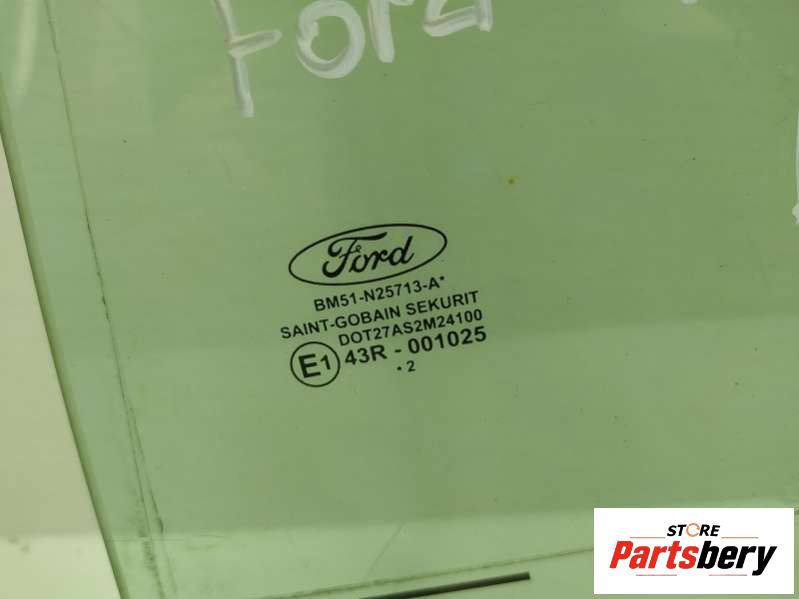 Ford
Ford
BM51-N25713-A*
SAINT-GOBAIN SEKURIT
DOT27AS2M24100
E1 43R - 001025
.2
STORE
Partsbery